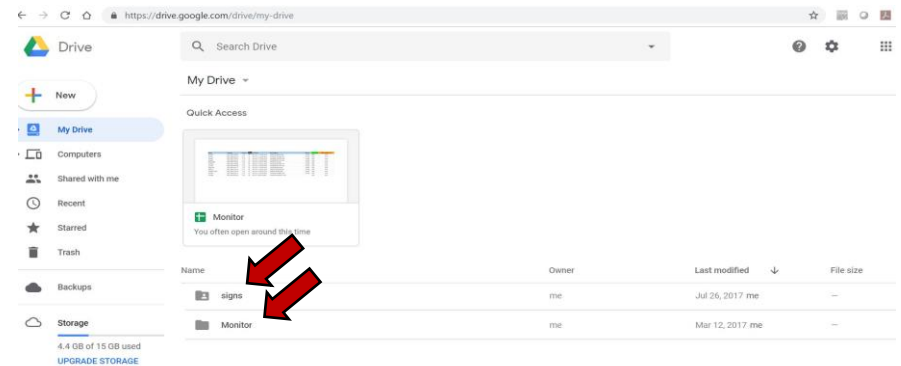 https://drive.google.com/drive/my-drive
Drive
Search Drive
New
My Drive
Computers
Shared with me
Recent
Starred
Trash
Backups
Storage
4.4 GB of 15 GB used
UPGRADE STORAGE
My Drive
Quick Access
Monitor
You often open around this time
Name Owner Last modified File size
signs me Jul 26, 2017 me –
Monitor me Mar 12, 2017 me –